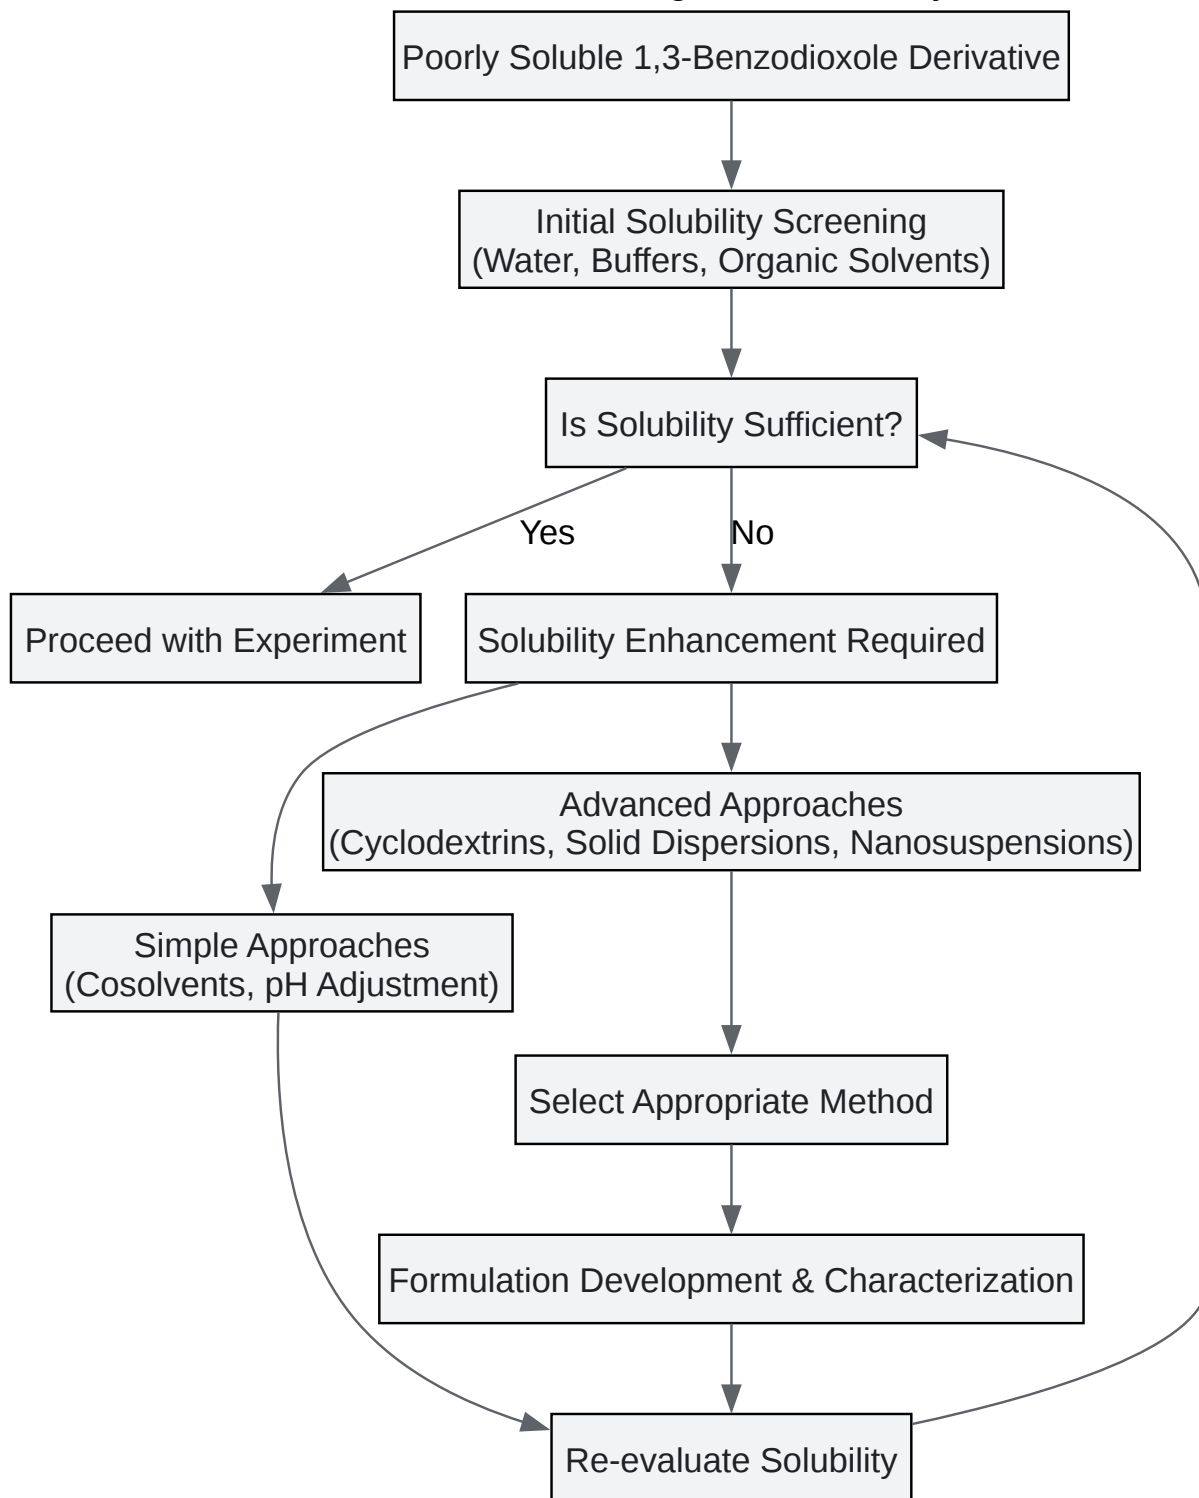 Poorly Soluble 1,3-Benzodioxole Derivative
Initial Solubility Screening
(Water, Buffers, Organic Solvents)
Is Solubility Sufficient?
Yes
No
Proceed with Experiment
Solubility Enhancement Required
Advanced Approaches
(Cyclodextrins, Solid Dispersions, Nanosuspensions)
Simple Approaches
(Cosolvents, pH Adjustment)
Select Appropriate Method
Formulation Development & Characterization
Re-evaluate Solubility